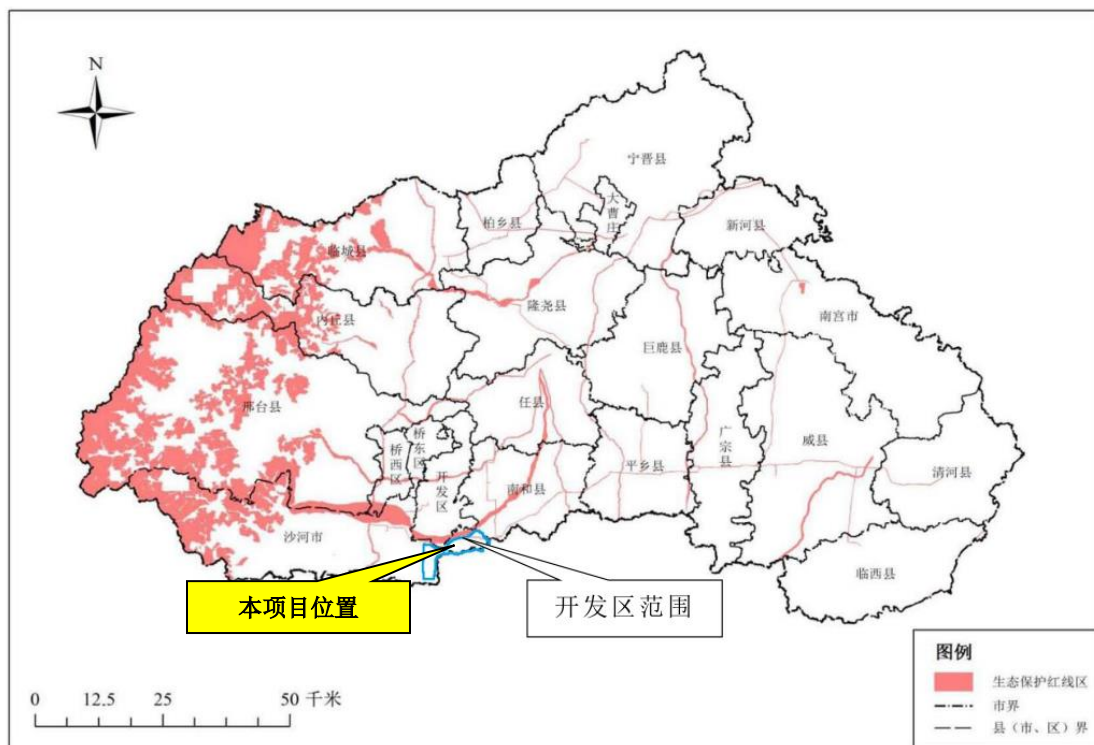 N
宁晋县
大曹庄
柏乡县
新河县
临城县
隆尧县
内丘县
南宫市
巨鹿县
邢台县
任县
桥东区
桥西区
广宗县
威县
开发区
南和县
平乡县
清河县
沙河市
临西县
本项目位置
开发区范围
图例
生态保护红线区
市界
县（市、区）界
0 12.5 25 50 千米